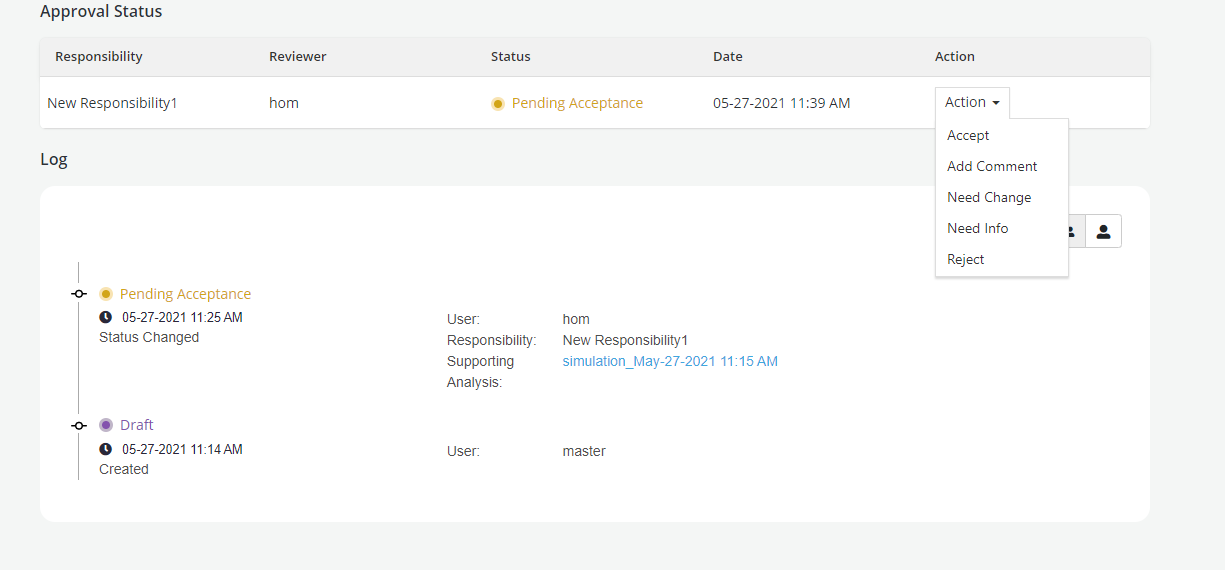 Approval Status
Responsibility Reviewer Status Date Action
New Responsibility1 hom Pending Acceptance 05-27-2021 11:39 AM Action
Accept
Add Comment
Need Change
Need Info
Reject
Log
Pending Acceptance
05-27-2021 11:25 AM
Status Changed
User: hom
Responsibility: New Responsibility1
Supporting simulation_May-27-2021 11:15 AM
Analysis:
Draft
05-27-2021 11:14 AM
Created
User: master